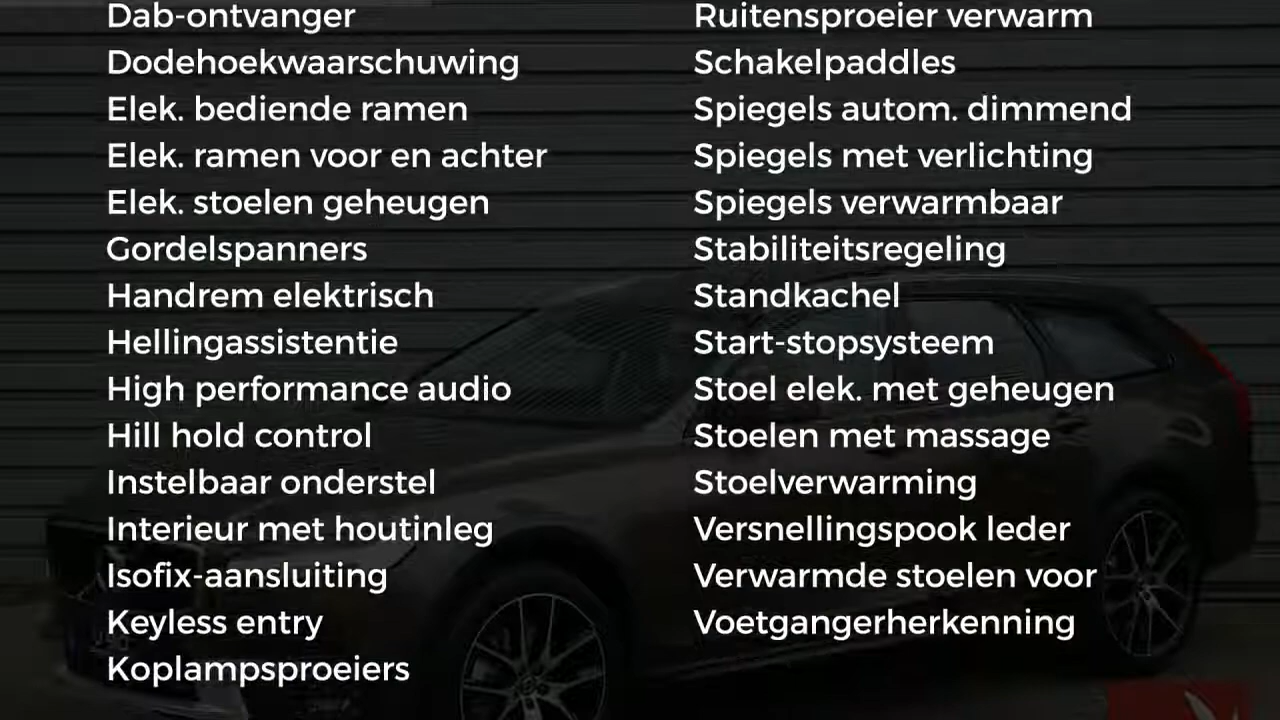 Dab-ontvanger
Dodehoekwaarschuwing
Elek. bediende ramen
Elek. ramen voor en achter
Elek. stoelen geheugen
Gordelspanners
Handrem elektrisch
Hellingassistentie
High performance audio
Hill hold control
Instelbaar onderstel
Interieur met houtinleg
Isofix-aansluiting
Keyless entry
Koplampsproeiers
Ruitensproeier verwarm
Schakelpaddles
Spiegels autom. dimmend
Spiegels met verlichting
Spiegels verwarmbaar
Stabiliteitsregeling
Standkachel
Start-stopsysteem
Stoel elek. met geheugen
Stoelen met massage
Stoelverwarming
Versnellingspook leder
Verwarmde stoelen voor
Voetgangerherkenning